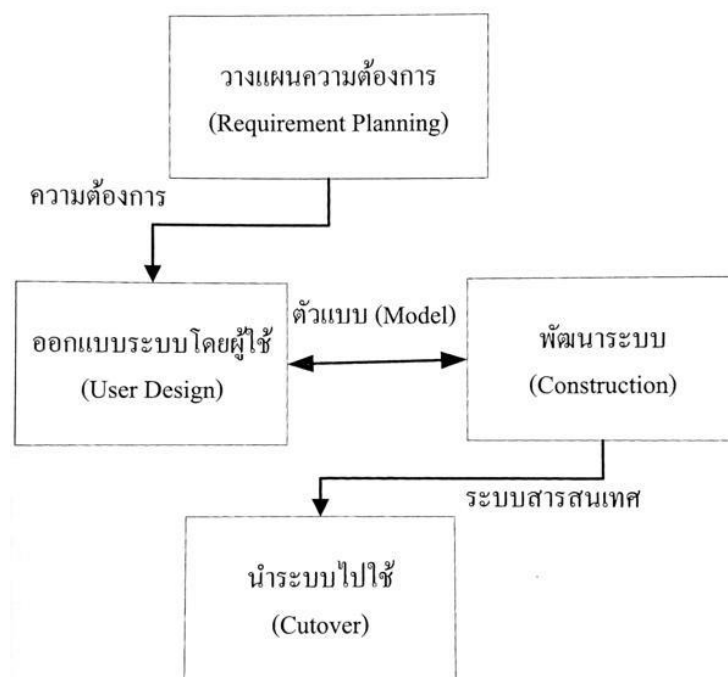 วางแผนความต้องการ
(Requirement Planning)
ความต้องการ
ออกแบบระบบโดยผู้ใช้
(User Design)
ตัวแบบ (Model)
พัฒนาระบบ
(Construction)
ระบบสารสนเทศ
นำระบบไปใช้
(Cutover)